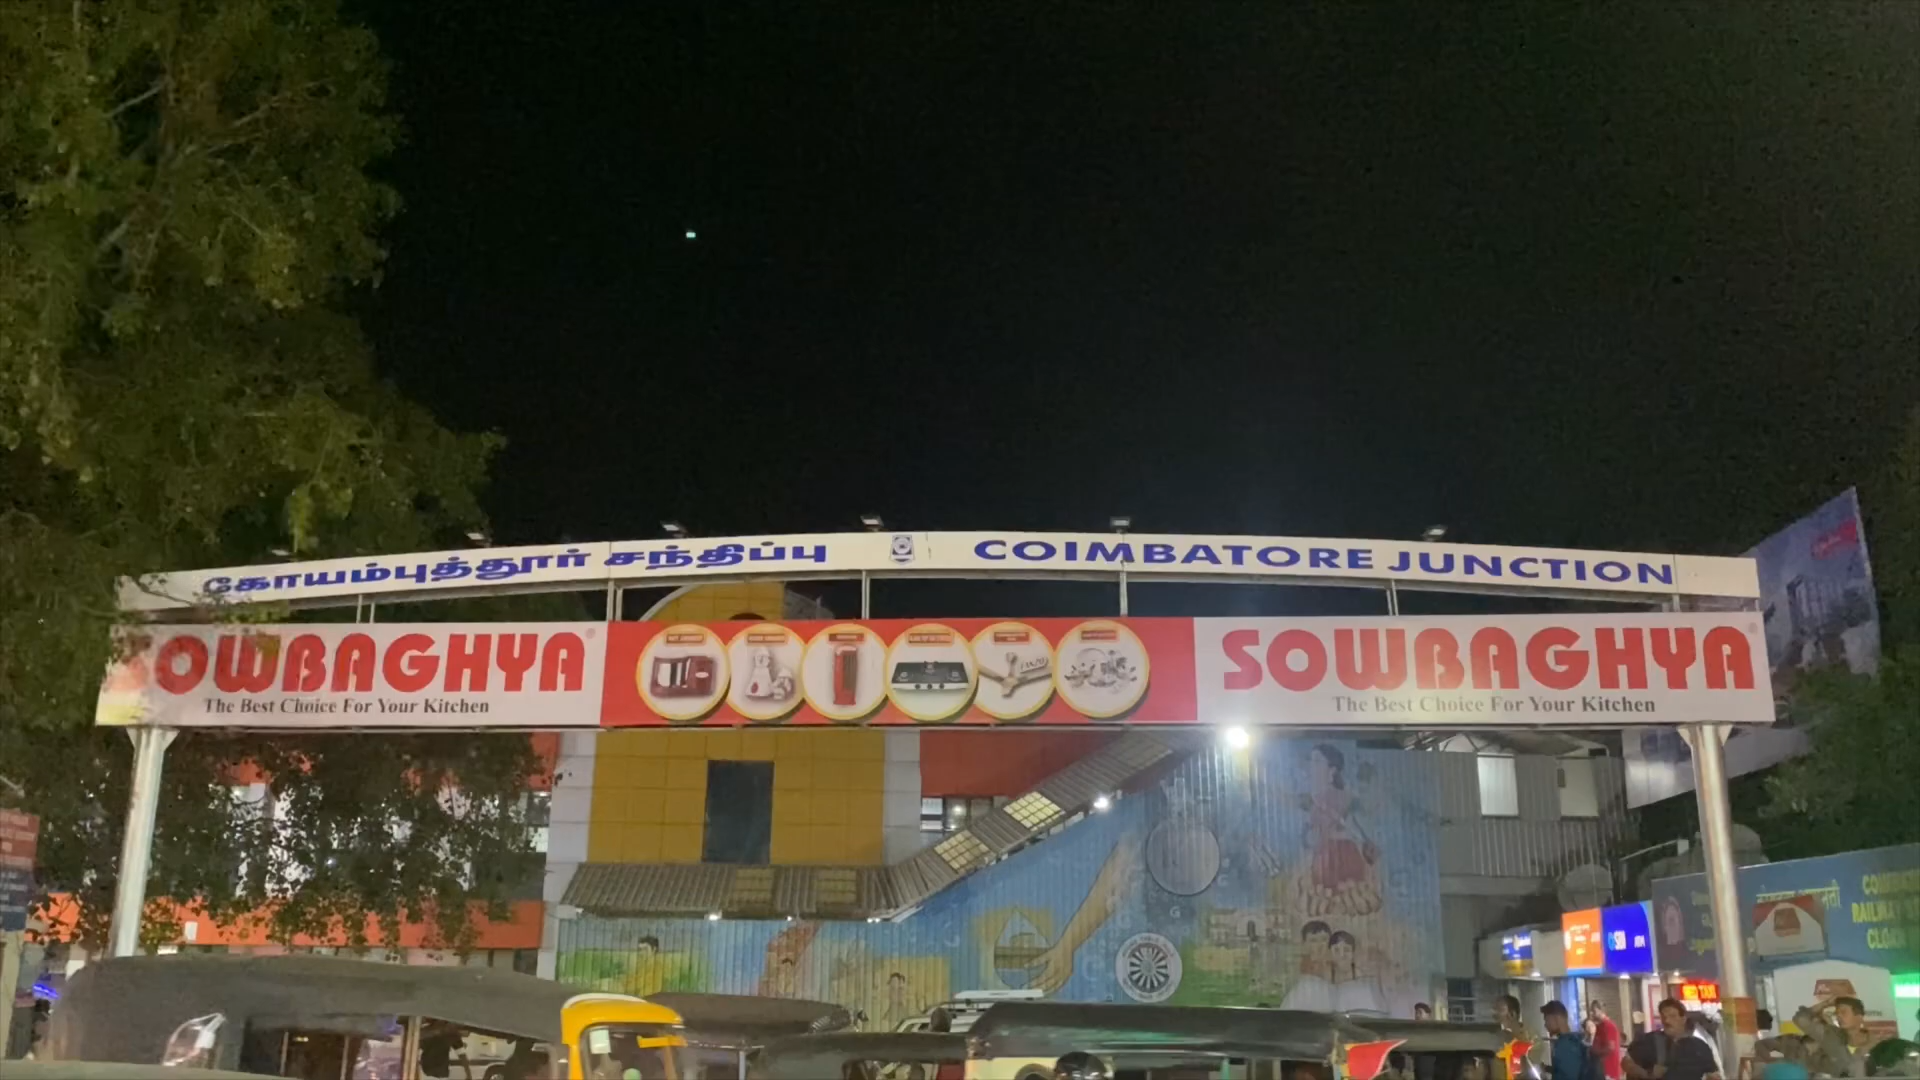 கோயம்புத்தூர் சந்திப்பு COIMBATORE JUNCTION
SOWBAGHYA
The Best Choice For Your Kitchen
SOWBAGHYA
The Best Choice For Your Kitchen